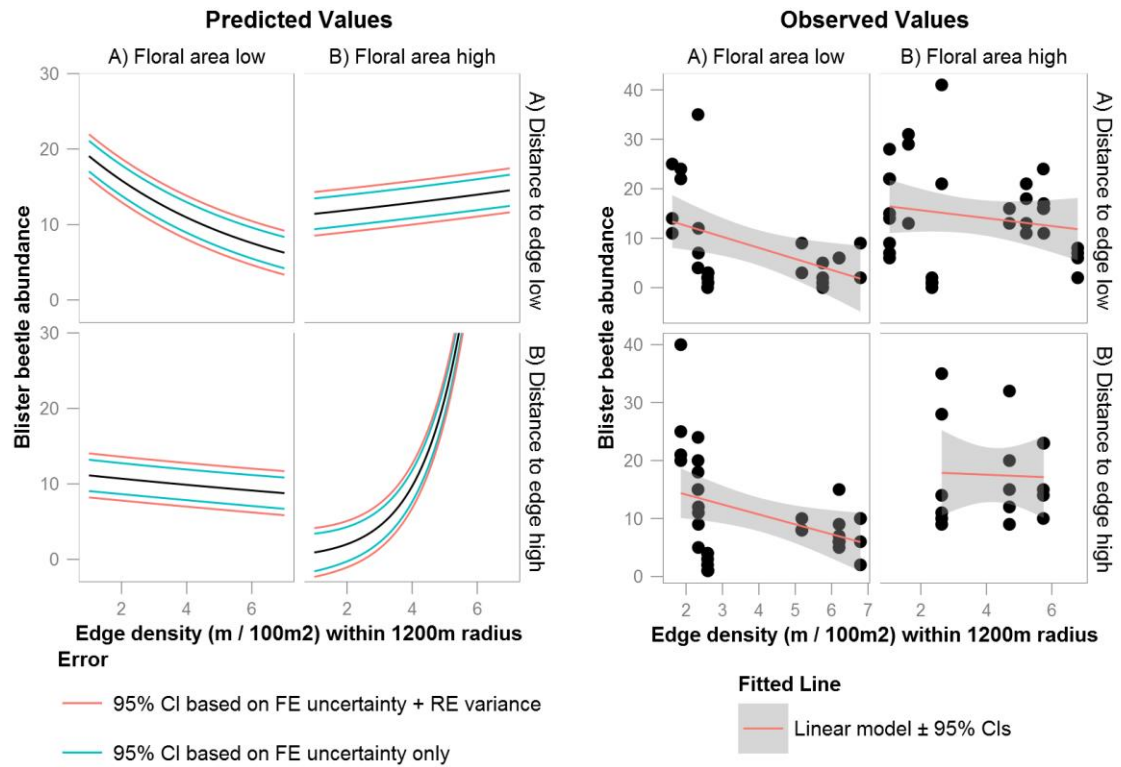 Predicted Values
A) Floral area low
B) Floral area high
Blister beetle abundance
30
20
10
0
A) Distance to edge low
30
20
10
0
B) Distance to edge high
2
4
6
2
4
6
Edge density (m / 100m2) within 1200m radius
Error
95% CI based on FE uncertainty + RE variance
95% CI based on FE uncertainty only
Observed Values
A) Floral area low
B) Floral area high
Blister beetle abundance
40
30
20
10
0
A) Distance to edge low
Blister beetle abundance
40
30
20
10
0
B) Distance to edge high
2
3
4
5
6
7
2
4
6
Edge density (m / 100m2) within 1200m radius
Fitted Line
Linear model ± 95% CIs